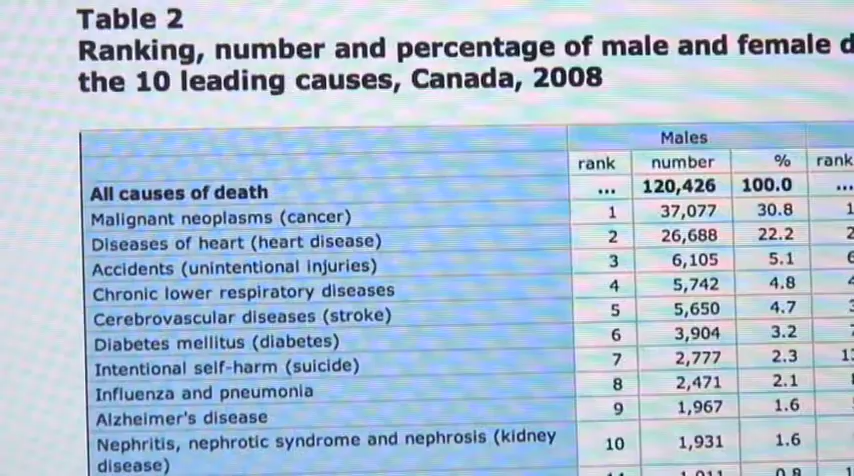 Table 2
Ranking, number and percentage of male and female
the 10 leading causes, Canada, 2008
Males
rank number % rank
All causes of death ... 120,426 100.0 ...
Malignant neoplasms (cancer) 1 37,077 30.8 1
Diseases of heart (heart disease) 2 26,688 22.2 2
Accidents (unintentional injuries) 3 6,105 5.1
Chronic lower respiratory diseases 4 5,742 4.8
Cerebrovascular diseases (stroke) 5 5,650 4.7
Diabetes mellitus (diabetes) 6 3,904 3.2
Intentional self-harm (suicide) 7 2,777 2.3
Influenza and pneumonia 8 2,471 2.1
Alzheimer's disease 9 1,967 1.6
Nephritis, nephrotic syndrome and nephrosis (kidney
disease) 10 1,931 1.6